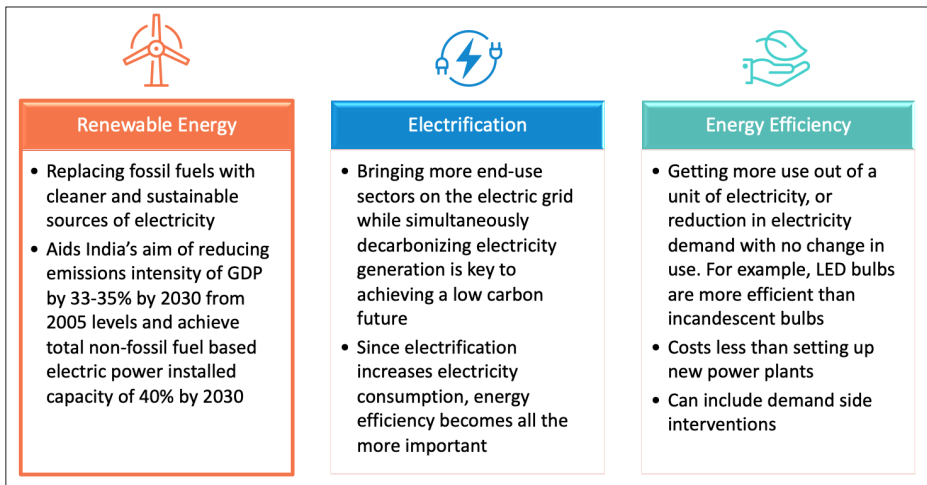 Renewable Energy
• Replacing fossil fuels with
cleaner and sustainable
sources of electricity
• Aids India's aim of reducing
emissions intensity of GDP
by 33-35% by 2030 from
2005 levels and achieve
total non-fossil fuel based
electric power installed
capacity of 40% by 2030
Electrification
• Bringing more end-use
sectors on the electric grid
while simultaneously
decarbonizing electricity
generation is key to
achieving a low carbon
future
• Since electrification
increases electricity
consumption, energy
efficiency becomes all the
more important
Energy Efficiency
• Getting more use out of a
unit of electricity, or
reduction in electricity
demand with no change in
use. For example, LED bulbs
are more efficient than
incandescent bulbs
• Costs less than setting up
new power plants
• Can include demand side
interventions